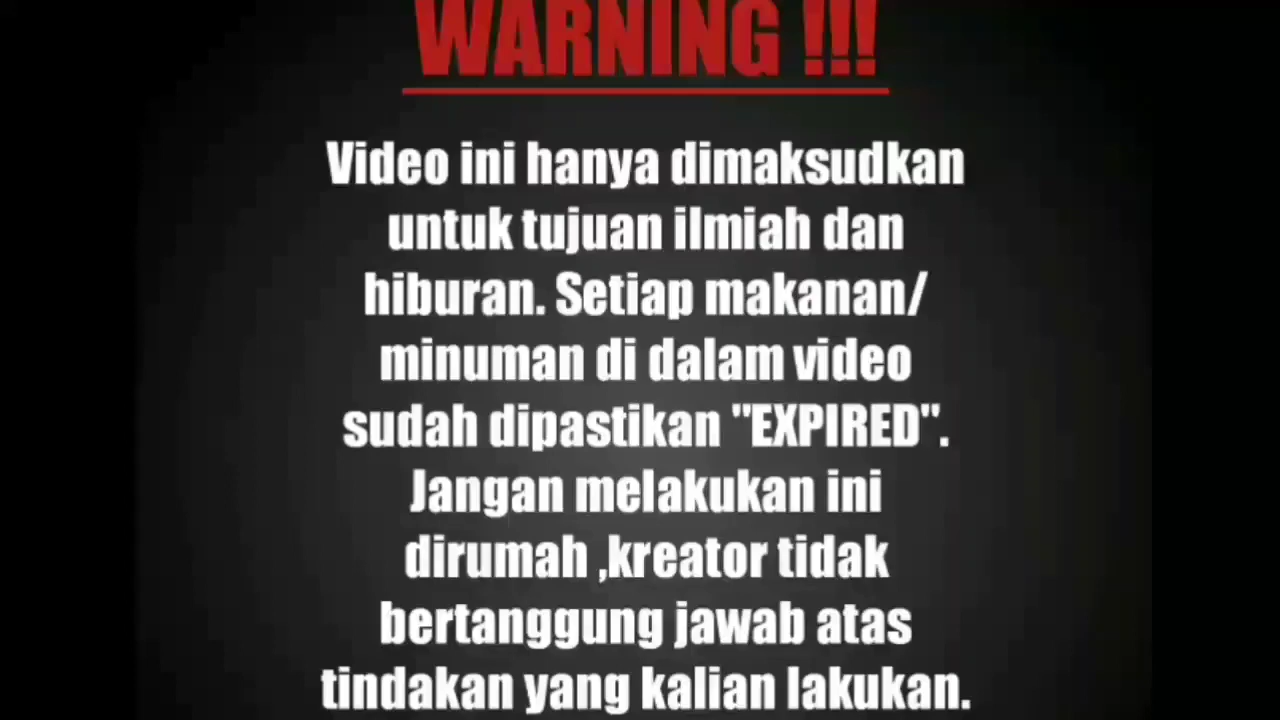 WARNING !!!
Video ini hanya dimaksudkan
untuk tujuan ilmiah dan
hiburan. Setiap makanan/
minuman di dalam video
sudah dipastikan "EXPIRED".
Jangan melakukan ini
dirumah ,kreator tidak
bertanggung jawab atas
tindakan yang kalian lakukan.